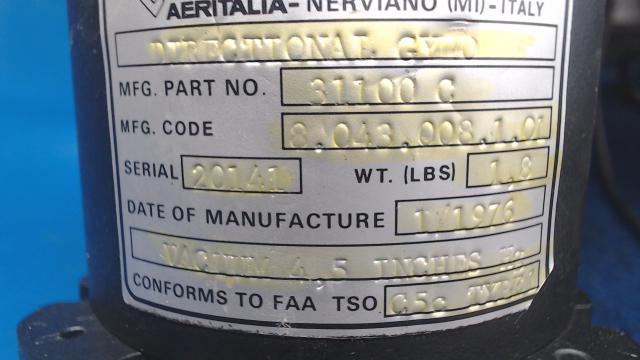 AERITALIA - NERVIANO (MI) - ITALY
DIRECTIONAL GYRO
MFG. PART NO. 31100 C
MFG. CODE 8.043.008.1.01
SERIAL 20141 WT. (LBS) 1,8
DATE OF MANUFACTURE 1/1976
VACUUM 4,5 INCHES Hg
CONFORMS TO FAA TSO C5c